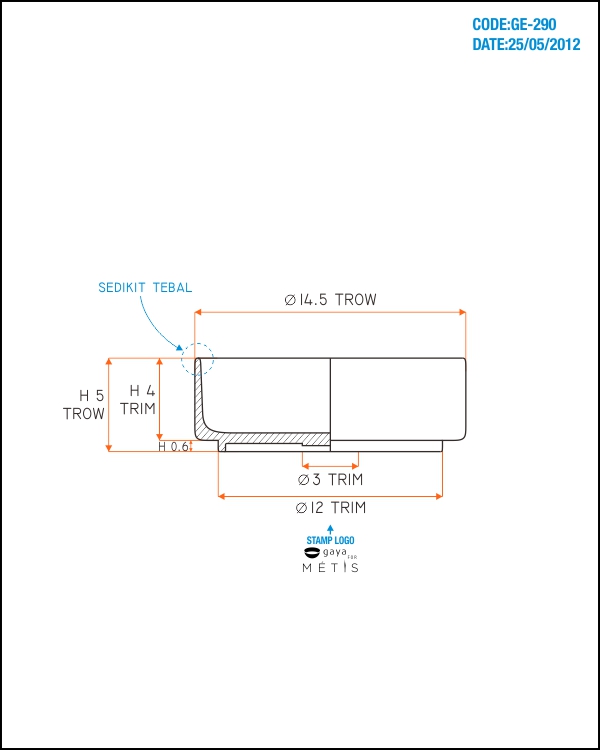 CODE:GE-290
DATE:25/05/2012
SEDIKIT TEBAL
Ø 14.5 TROW
H 5
TROW
H 4
TRIM
H 0.6
Ø 3 TRIM
Ø 12 TRIM
STAMP LOGO
gaya FOR
MÉTIS